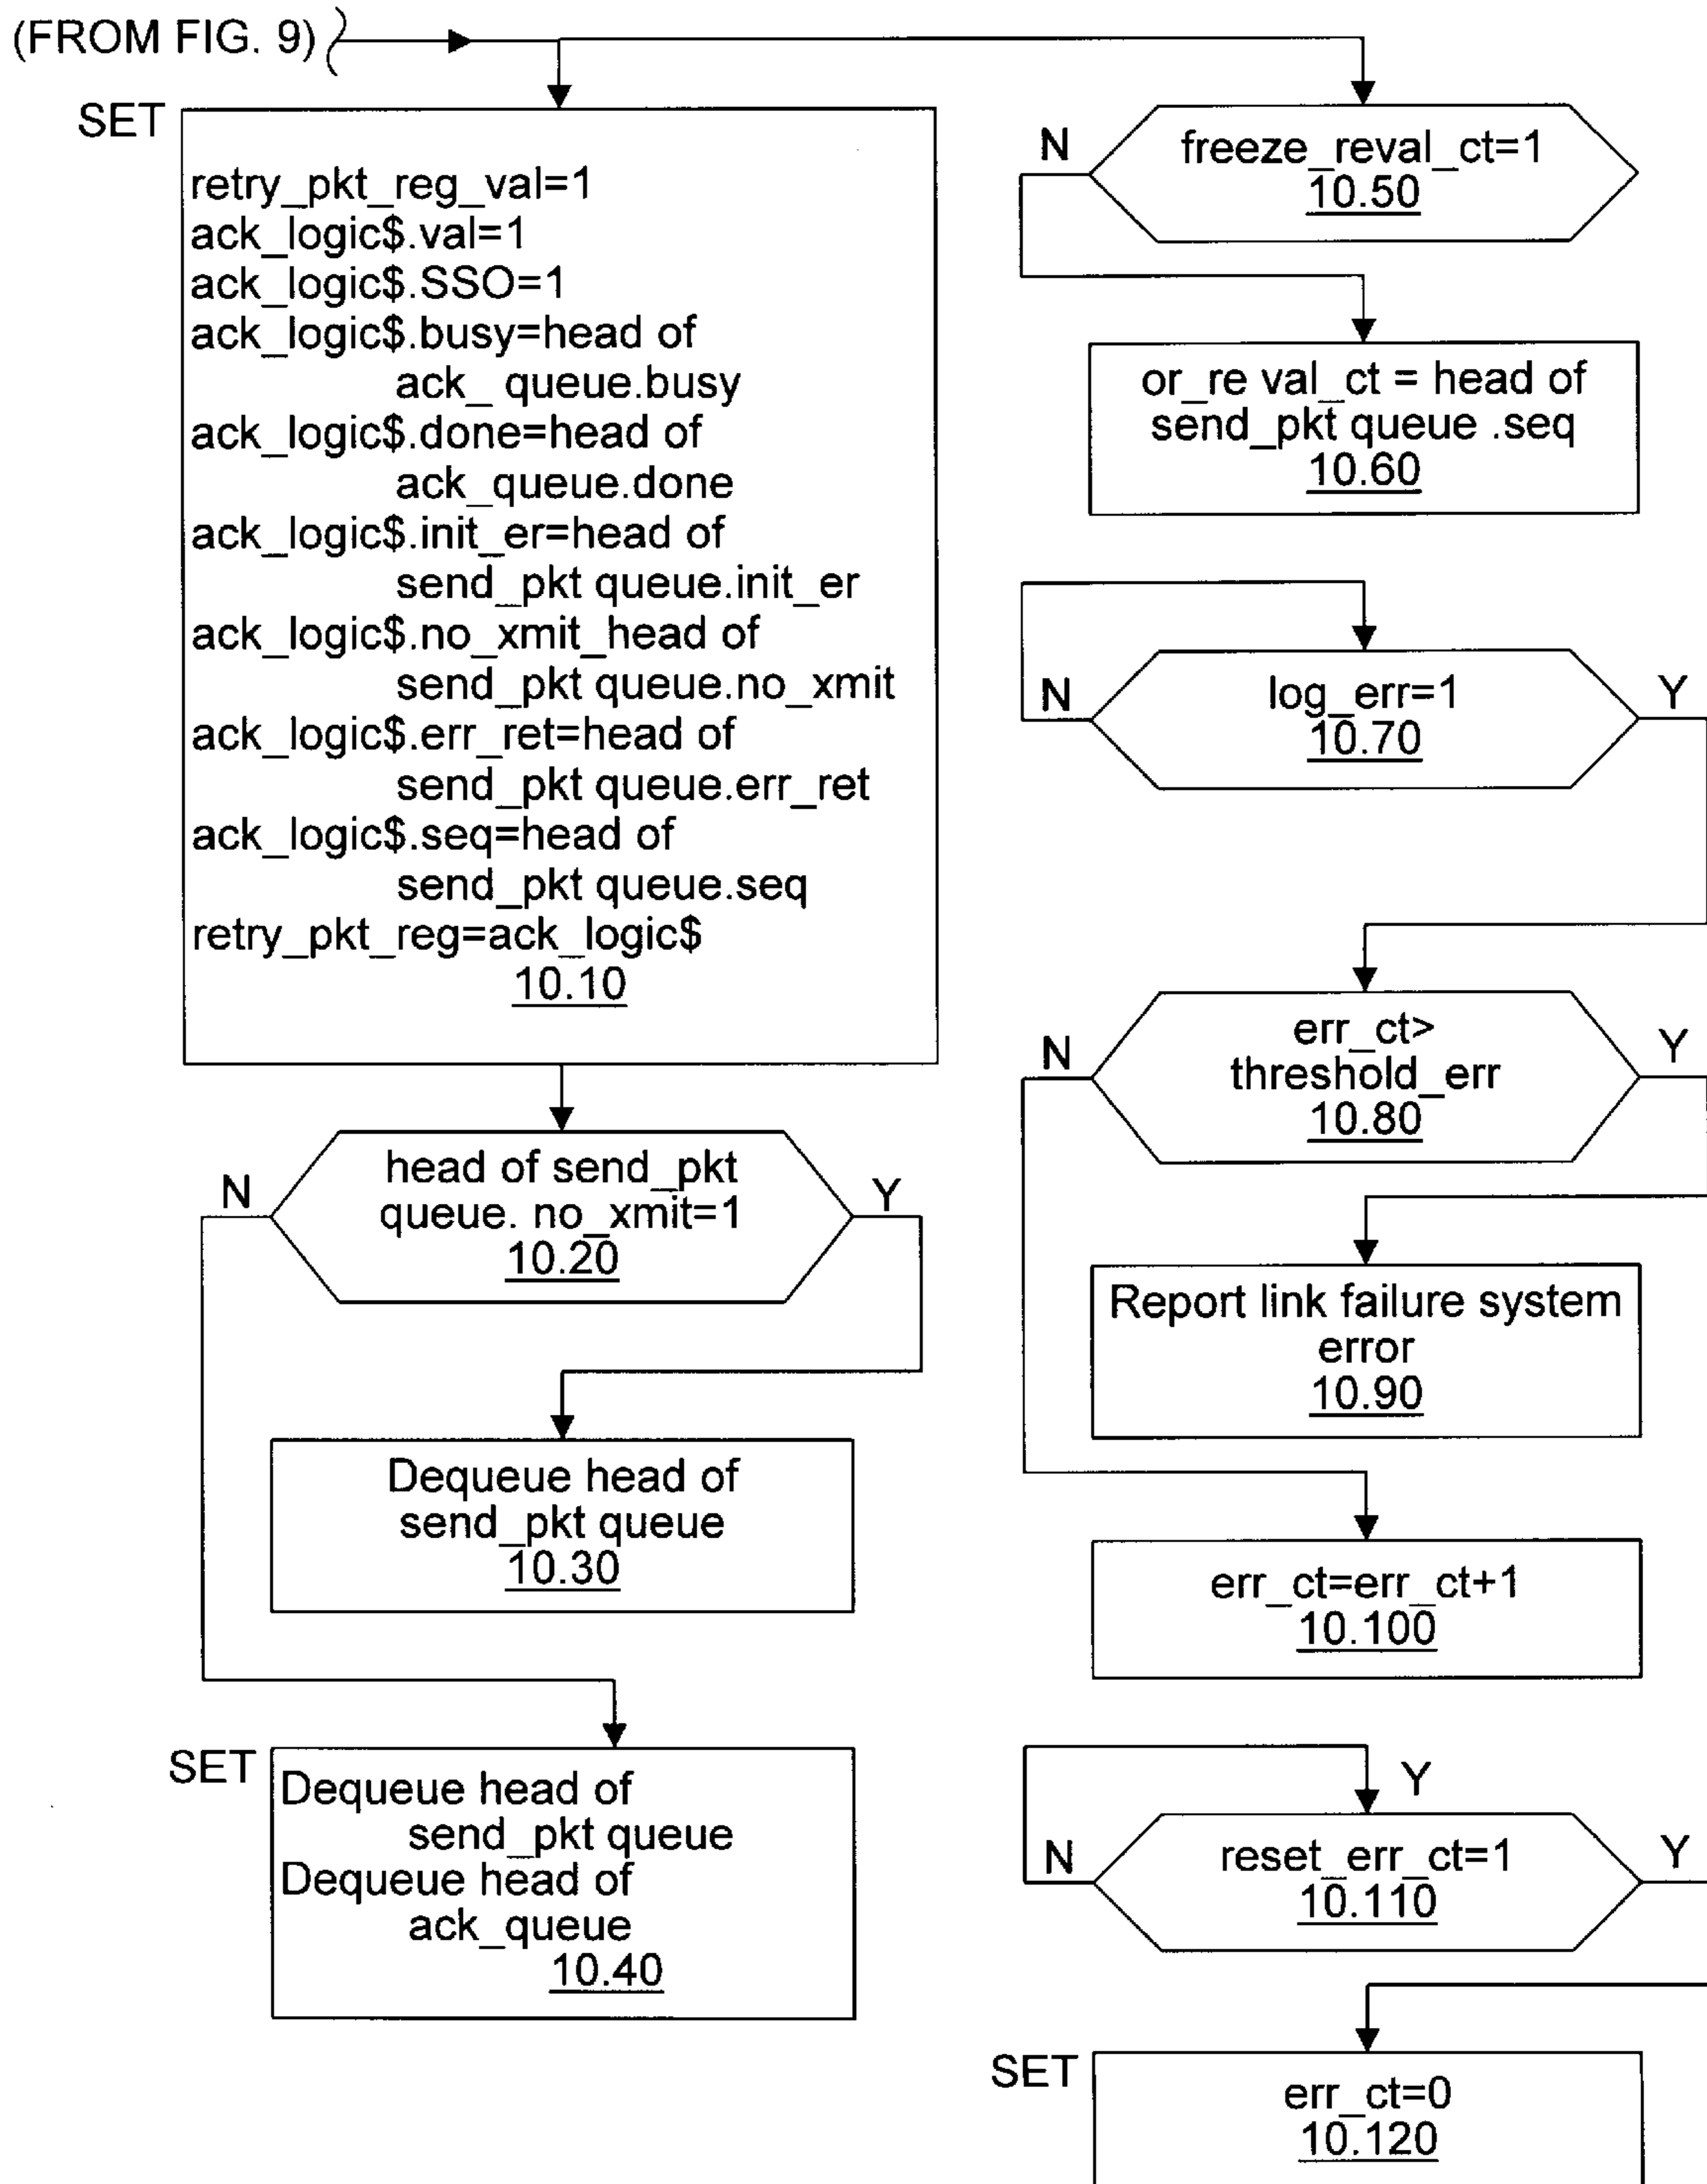 (FROM FIG. 9)
SET
retry_pkt_reg_val=1
ack_logic$.val=1
ack_logic$.SSO=1
ack_logic$.busy=head of
ack_ queue.busy
ack_logic$.done=head of
ack_queue.done
ack_logic$.init_er=head of
send_pkt queue.init_er
ack_logic$.no_xmit_head of
send_pkt queue.no_xmit
ack_logic$.err_ret=head of
send_pkt queue.err_ret
ack_logic$.seq=head of
send_pkt queue.seq
retry_pkt_reg=ack_logic$
10.10
N
head of send_pkt
queue. no_xmit=1
10.20
Y
Dequeue head of
send_pkt queue
10.30
SET
Dequeue head of
send_pkt queue
Dequeue head of
ack_queue
10.40
N
freeze_reval_ct=1
10.50
or_re val_ct = head of
send_pkt queue .seq
10.60
N
log_err=1
10.70
Y
N
err_ct>
threshold_err
10.80
Y
Report link failure system
error
10.90
err_ct=err_ct+1
10.100
Y
N
reset_err_ct=1
10.110
Y
SET
err_ct=0
10.120